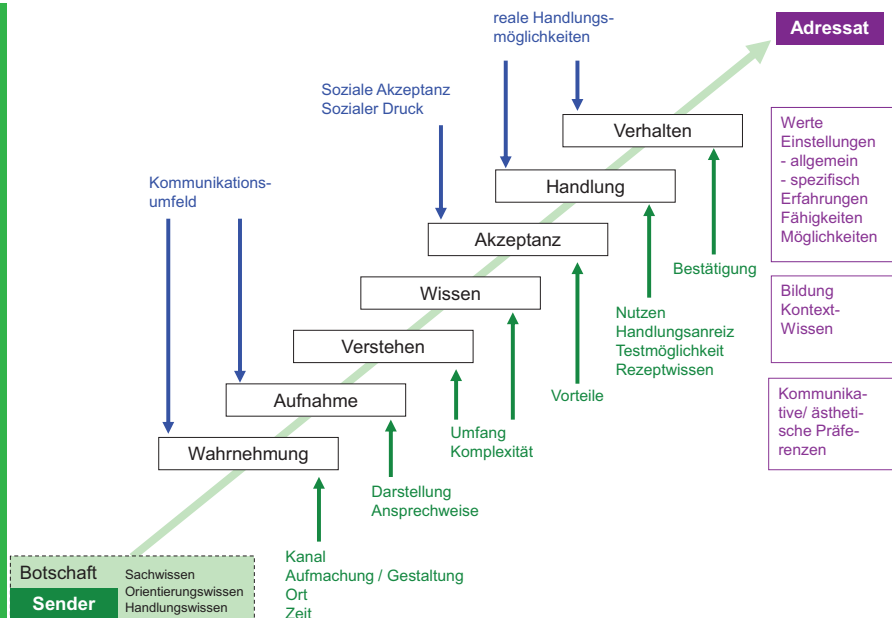 reale Handlungs-
möglichkeiten
Adressat
Soziale Akzeptanz
Sozialer Druck
Verhalten
Werte
Einstellungen
- allgemein
- spezifisch
Erfahrungen
Fähigkeiten
Möglichkeiten
Kommunikations-
umfeld
Handlung
Akzeptanz
Bestätigung
Wissen
Bildung
Kontext-
Wissen
Nutzen
Handlungsanreiz
Testmöglichkeit
Rezeptwissen
Verstehen
Vorteile
Aufnahme
Kommunika-
tive/ ästheti-
sche Präfe-
renzen
Umfang
Komplexität
Wahrnehmung
Darstellung
Ansprechweise
Kanal
Aufmachung / Gestaltung
Ort
Zeit
Botschaft
Sender
Sachwissen
Orientierungswissen
Handlungswissen